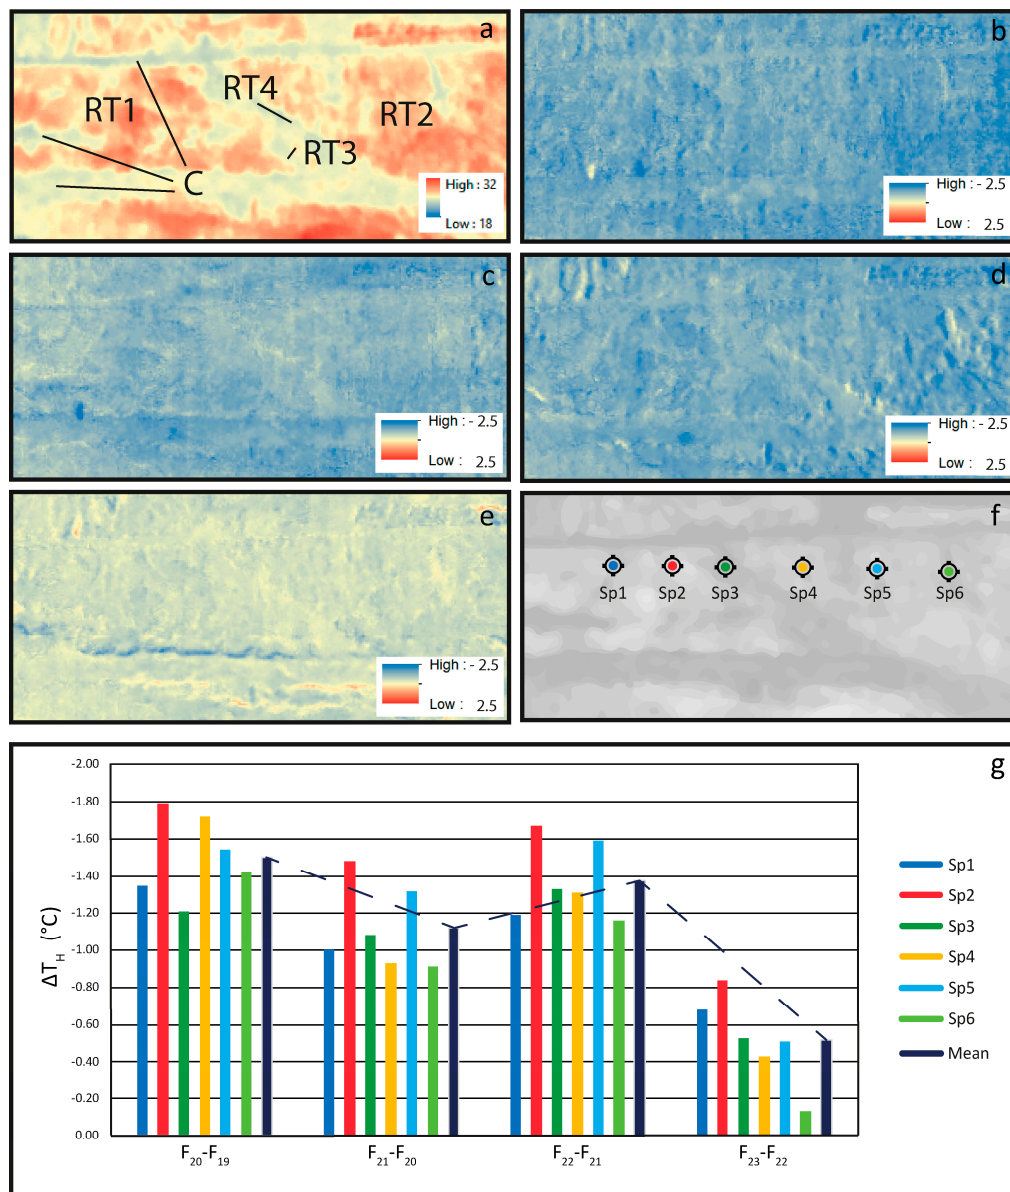 a
RT1
RT4
RT2
RT3
C
High : 32
Low : 18
b
High : - 2.5
Low : 2.5
c
High : - 2.5
Low : 2.5
d
High : - 2.5
Low : 2.5
e
High : - 2.5
Low : 2.5
f
Sp1 Sp2 Sp3 Sp4 Sp5 Sp6
g
ΔTH (°C)
-2.00
-1.80
-1.60
-1.40
-1.20
-1.00
-0.80
-0.60
-0.40
-0.20
0.00
F20-F19 F21-F20 F22-F21 F23-F22
Sp1
Sp2
Sp3
Sp4
Sp5
Sp6
Mean